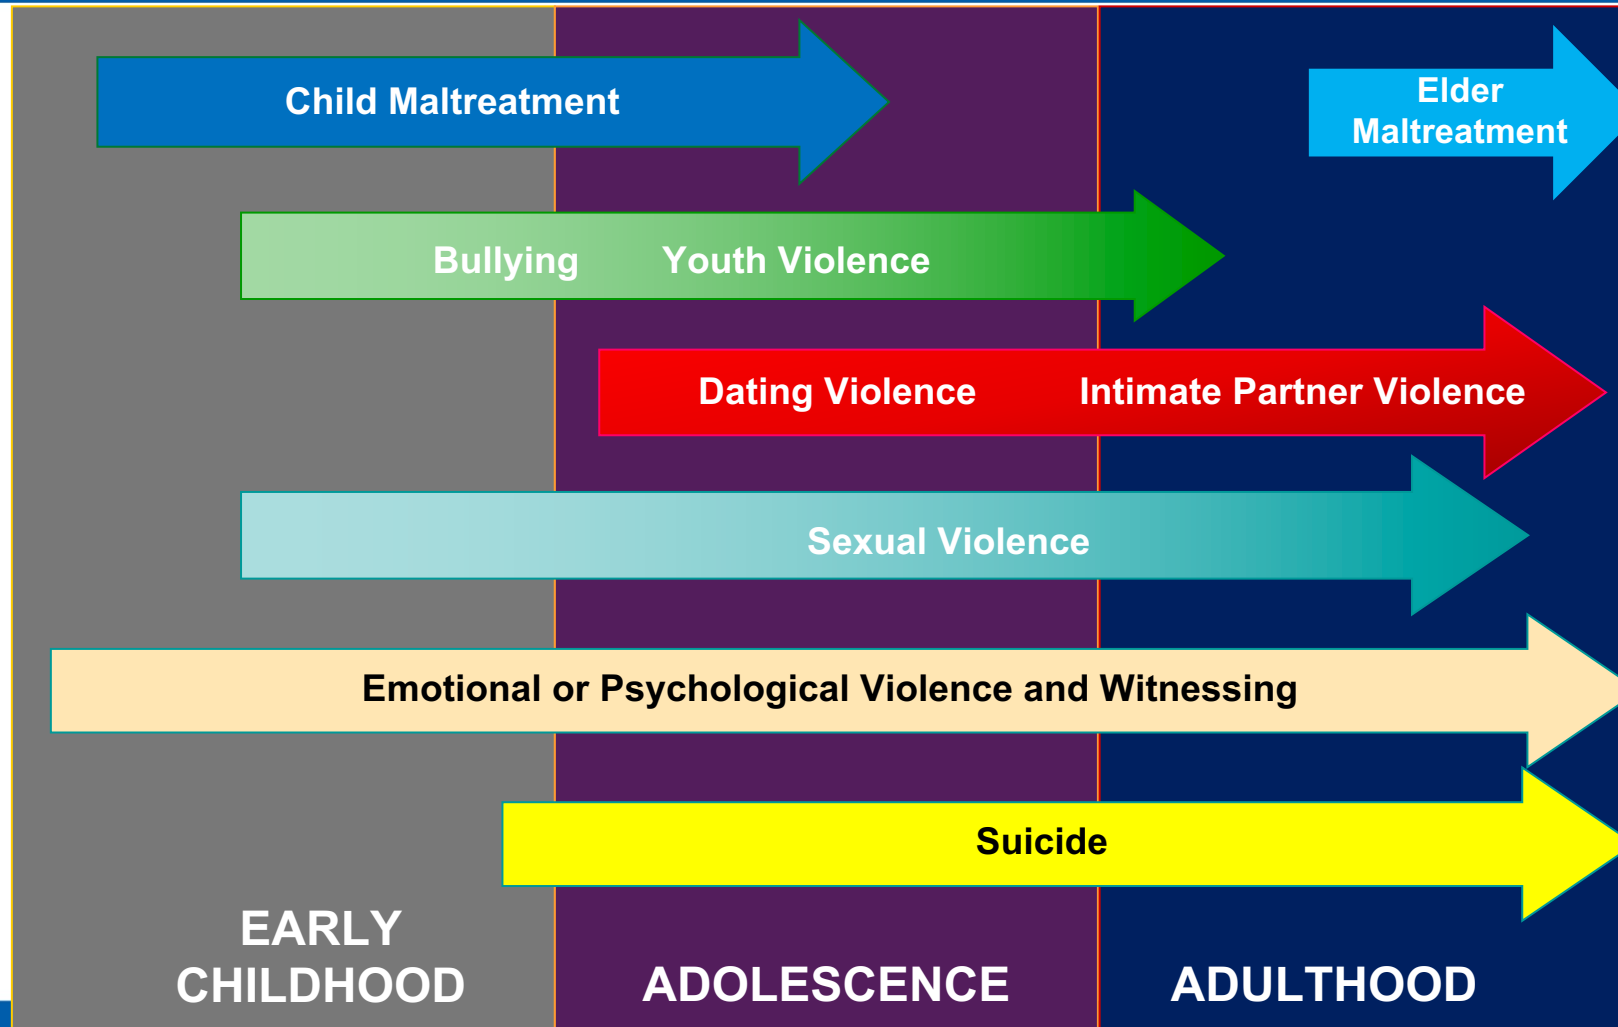 Child Maltreatment
Elder
Maltreatment
Bullying Youth Violence
Dating Violence Intimate Partner Violence
Sexual Violence
Emotional or Psychological Violence and Witnessing
Suicide
EARLY
CHILDHOOD
ADOLESCENCE
ADULTHOOD